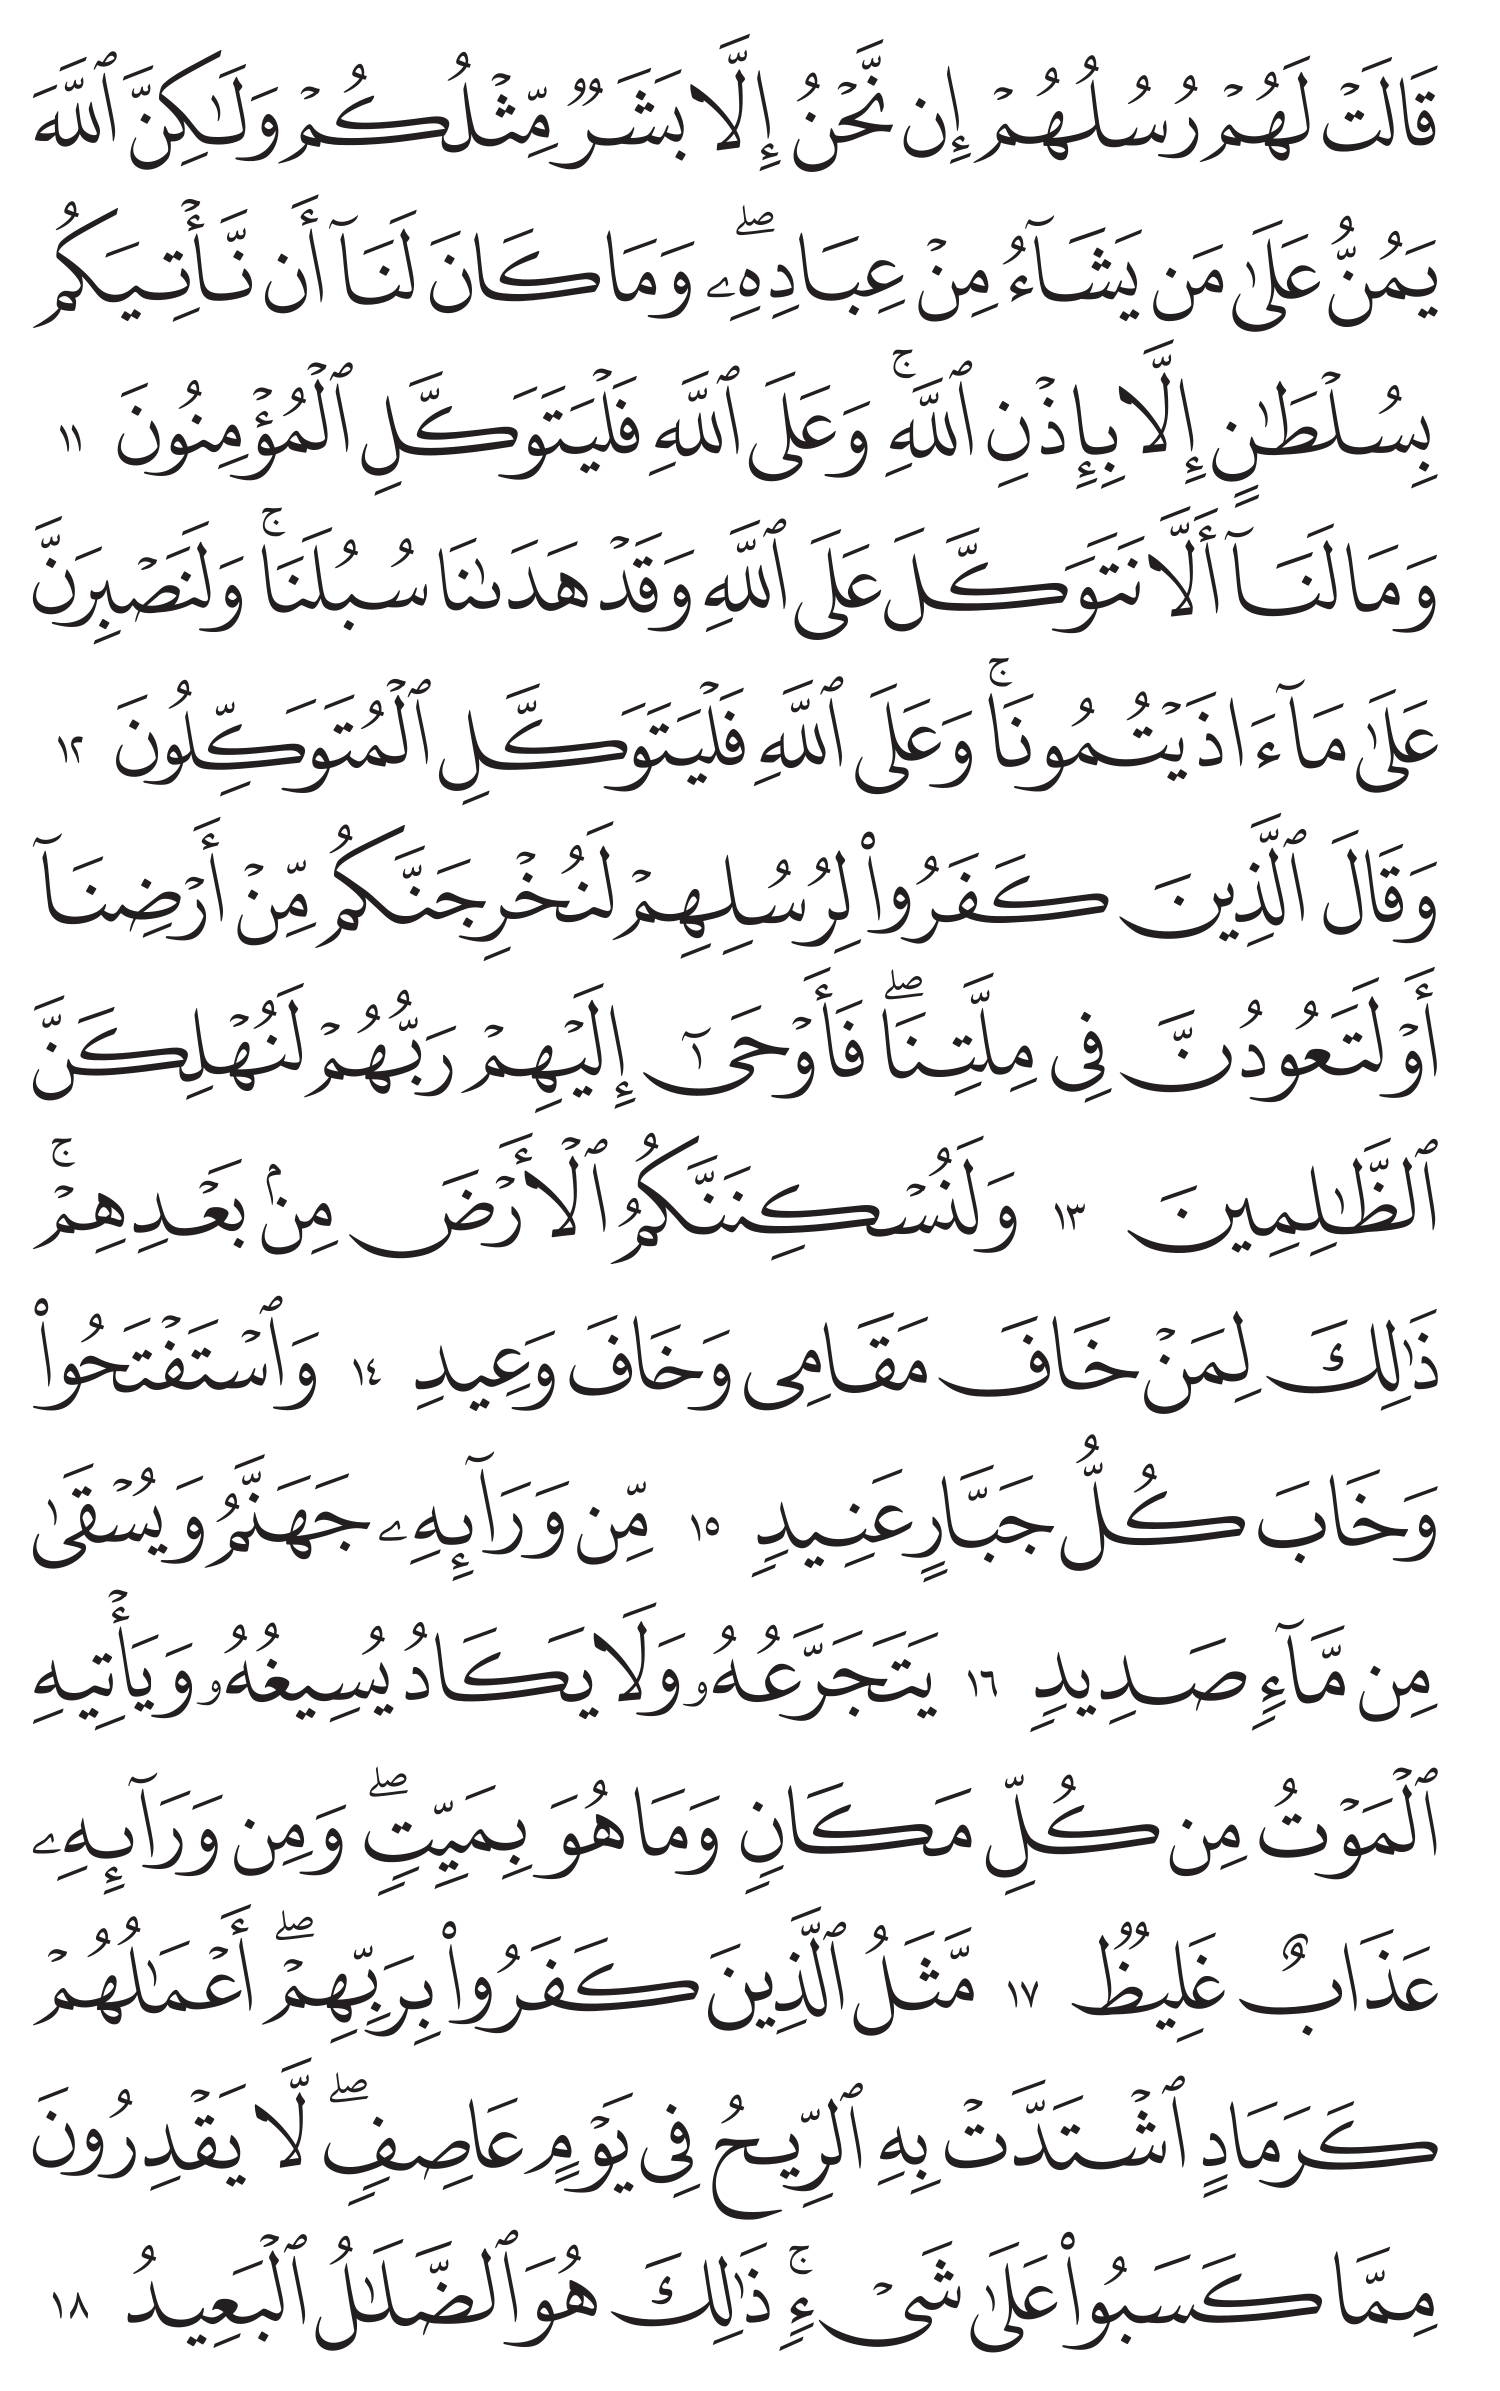 قَالَتْ لَهُمْ رُسُلُهُمْ إِن نَّحْنُ إِلَّا بَشَرٌ مِّثْلُكُمْ وَلَـٰكِنَّ ٱللَّهَ
يَمُنُّ عَلَىٰ مَن يَشَآءُ مِنْ عِبَادِهِۦ ۖ وَمَا كَانَ لَنَآ أَن نَّأْتِيَكُم
بِسُلْطَـٰنٍ إِلَّا بِإِذْنِ ٱللَّهِ ۚ وَعَلَى ٱللَّهِ فَلْيَتَوَكَّلِ ٱلْمُؤْمِنُونَ ١١
وَمَا لَنَآ أَلَّا نَتَوَكَّلَ عَلَى ٱللَّهِ وَقَدْ هَدَىٰنَا سُبُلَنَا ۚ وَلَنَصْبِرَنَّ
عَلَىٰ مَآ ءَاذَيْتُمُونَا ۚ وَعَلَى ٱللَّهِ فَلْيَتَوَكَّلِ ٱلْمُتَوَكِّلُونَ ١٢
وَقَالَ ٱلَّذِينَ كَفَرُوا۟ لِرُسُلِهِمْ لَنُخْرِجَنَّكُم مِّنْ أَرْضِنَآ
أَوْ لَتَعُودُنَّ فِى مِلَّتِنَا ۖ فَأَوْحَىٰٓ إِلَيْهِمْ رَبُّهُمْ لَنُهْلِكَنَّ
ٱلظَّـٰلِمِينَ ١٣ وَلَنُسْكِنَنَّكُمُ ٱلْأَرْضَ مِنۢ بَعْدِهِمْ ۚ
ذَٰلِكَ لِمَنْ خَافَ مَقَامِى وَخَافَ وَعِيدِ ١٤ وَٱسْتَفْتَحُوا۟
وَخَابَ كُلُّ جَبَّارٍ عَنِيدٍ ١٥ مِّن وَرَآئِهِۦ جَهَنَّمُ وَيُسْقَىٰ
مِن مَّآءٍ صَدِيدٍ ١٦ يَتَجَرَّعُهُۥ وَلَا يَكَادُ يُسِيغُهُۥ وَيَأْتِيهِ
ٱلْمَوْتُ مِن كُلِّ مَكَانٍ وَمَا هُوَ بِمَيِّتٍ ۖ وَمِن وَرَآئِهِۦ
عَذَابٌ غَلِيظٌ ١٧ مَّثَلُ ٱلَّذِينَ كَفَرُوا۟ بِرَبِّهِمْ ۖ أَعْمَـٰلُهُمْ
كَرَمَادٍ ٱشْتَدَّتْ بِهِ ٱلرِّيحُ فِى يَوْمٍ عَاصِفٍ ۖ لَّا يَقْدِرُونَ
مِمَّا كَسَبُوا۟ عَلَىٰ شَىْءٍ ۚ ذَٰلِكَ هُوَ ٱلضَّلَـٰلُ ٱلْبَعِيدُ ١٨